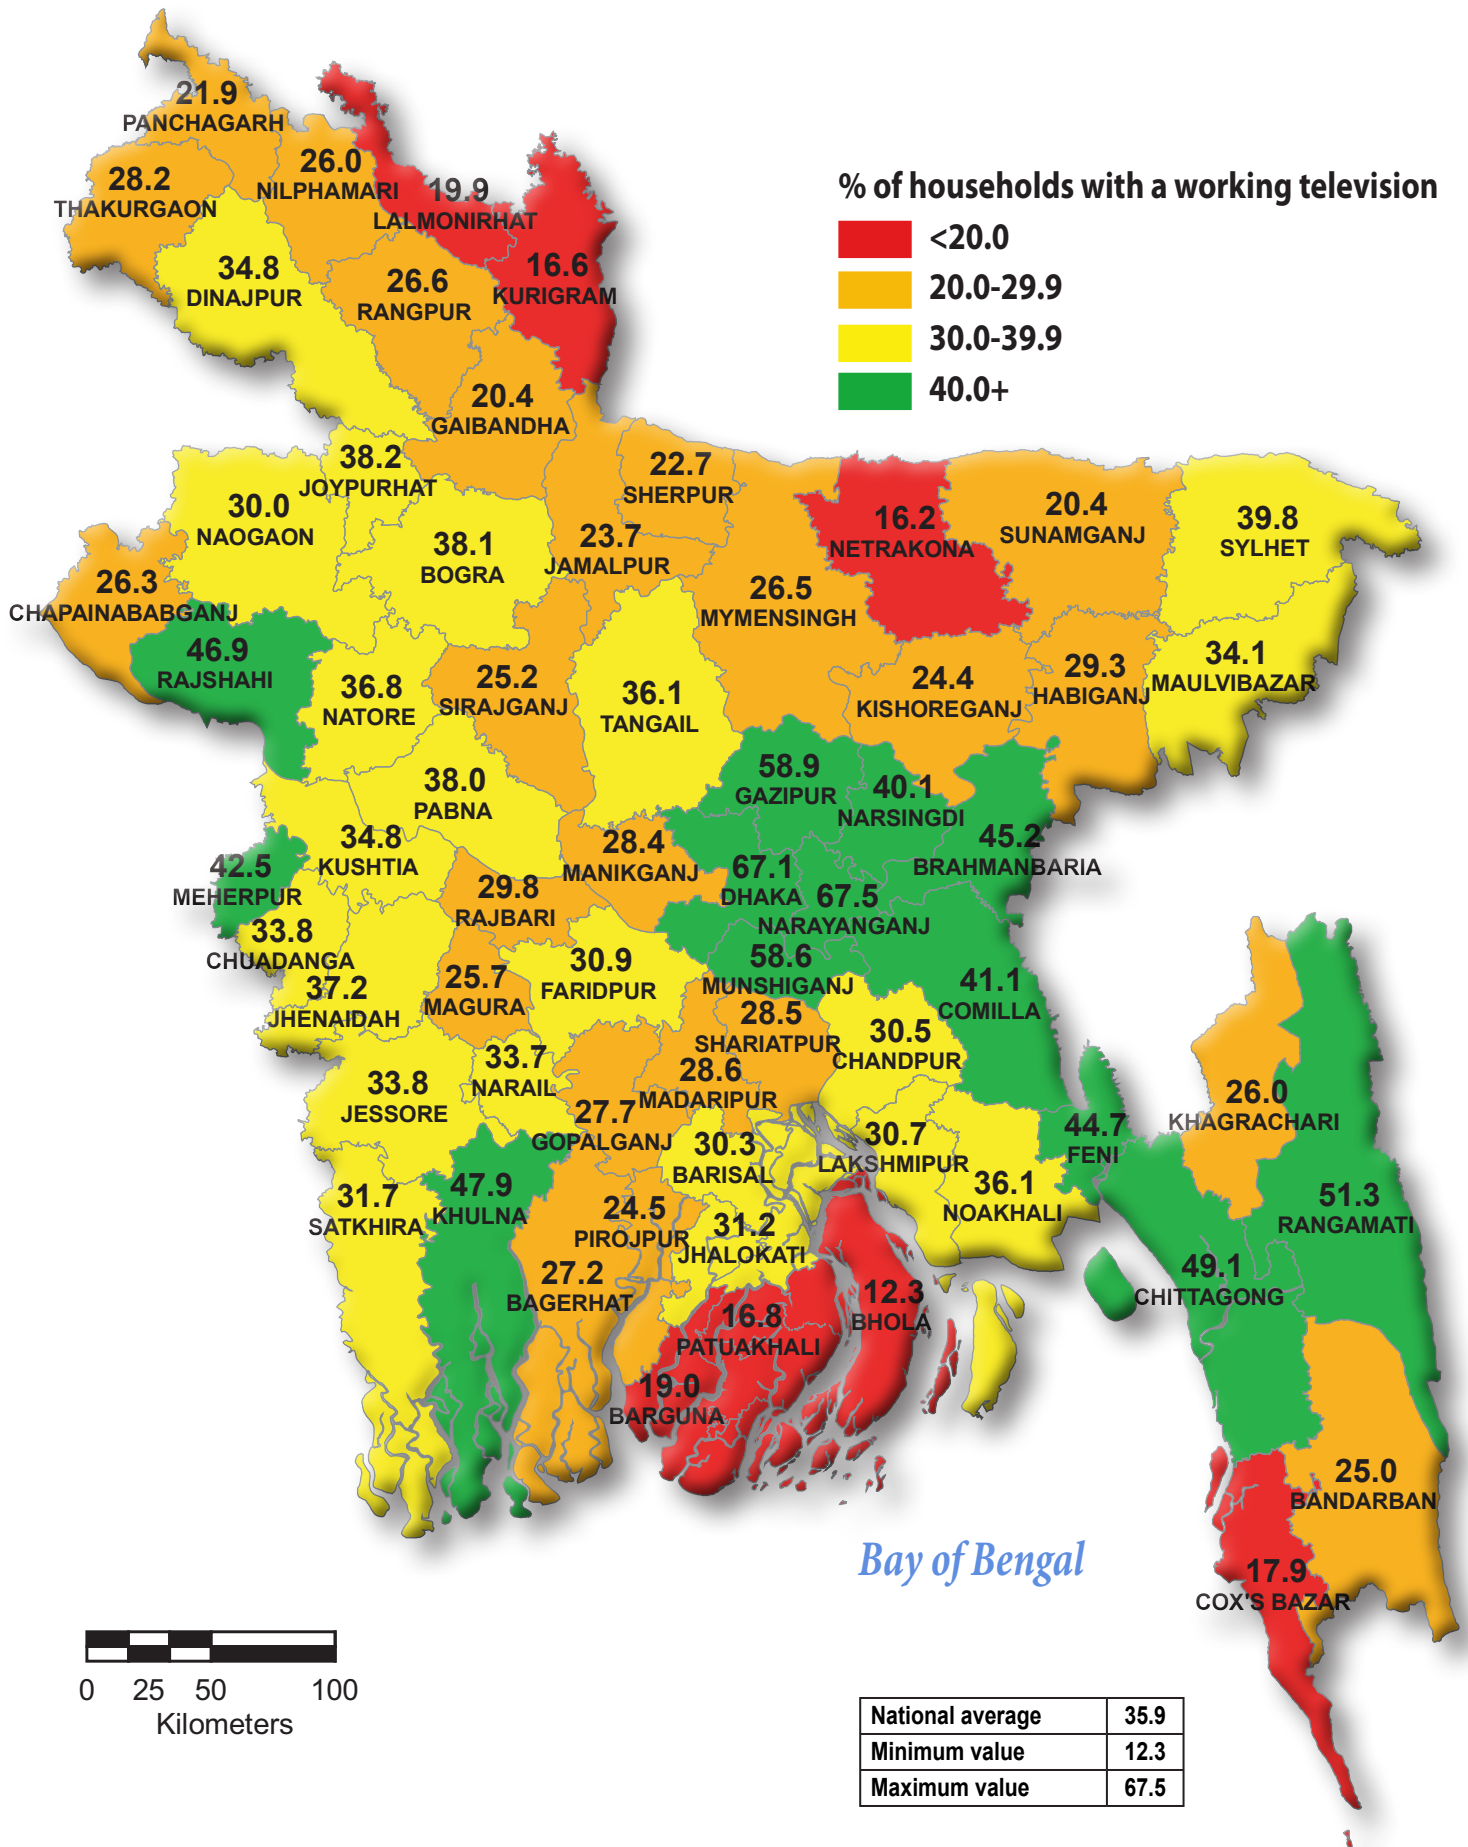 21.9
PANCHAGARH
28.2
THAKURGAON
26.0
NILPHAMARI
19.9
LALMONIRHAT
% of households with a working television
<20.0
20.0-29.9
30.0-39.9
40.0+
34.8
DINAJPUR
26.6
RANGPUR
16.6
KURIGRAM
20.4
GAIBANDHA
38.2
JOYPURHAT
22.7
SHERPUR
30.0
NAOGAON
38.1
BOGRA
23.7
JAMALPUR
16.2
NETRAKONA
20.4
SUNAMGANJ
39.8
SYLHET
26.3
CHAPAINABABGANJ
26.5
MYMENSINGH
46.9
RAJSHAHI
36.8
NATORE
25.2
SIRAJGANJ
36.1
TANGAIL
24.4
KISHOREGANJ
29.3
HABIGANJ
34.1
MAULVIBAZAR
38.0
PABNA
58.9
GAZIPUR
40.1
NARSINGDI
34.8
KUSHTIA
28.4
MANIKGANJ
45.2
BRAHMANBARIA
42.5
MEHERPUR
29.8
RAJBARI
67.1
DHAKA
67.5
NARAYANGANJ
33.8
CHUADANGA
37.2
JHENAIDAH
25.7
MAGURA
30.9
FARIDPUR
58.6
MUNSHIGANJ
41.1
COMILLA
28.5
SHARIATPUR
30.5
CHANDPUR
33.8
JESSORE
33.7
NARAIL
28.6
MADARIPUR
27.7
GOPALGANJ
26.0
KHAGRACHARI
30.3
BARISAL
30.7
LAKSHMIPUR
44.7
FENI
31.7
SATKHIRA
47.9
KHULNA
24.5
PIROJPUR
31.2
JHALOKATI
36.1
NOAKHALI
51.3
RANGAMATI
27.2
BAGERHAT
16.8
PATUAKHALI
12.3
BHOLA
49.1
CHITTAGONG
19.0
BARGUNA
25.0
BANDARBAN
Bay of Bengal
17.9
COX'S BAZAR
0 25 50 100
Kilometers
National average 35.9
Minimum value 12.3
Maximum value 67.5